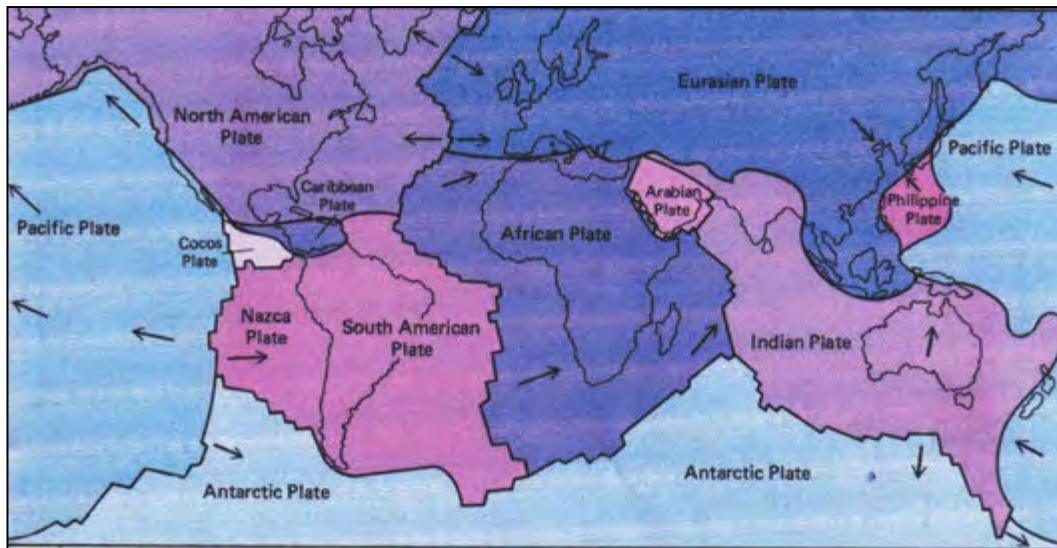 Eurasian Plate
North American
Plate
Pacific Plate
Caribbean
Plate
Arabian
Plate
Philippine
Plate
Pacific Plate
Cocos
Plate
African Plate
Nazca
Plate
South American
Plate
Indian Plate
Antarctic Plate
Antarctic Plate